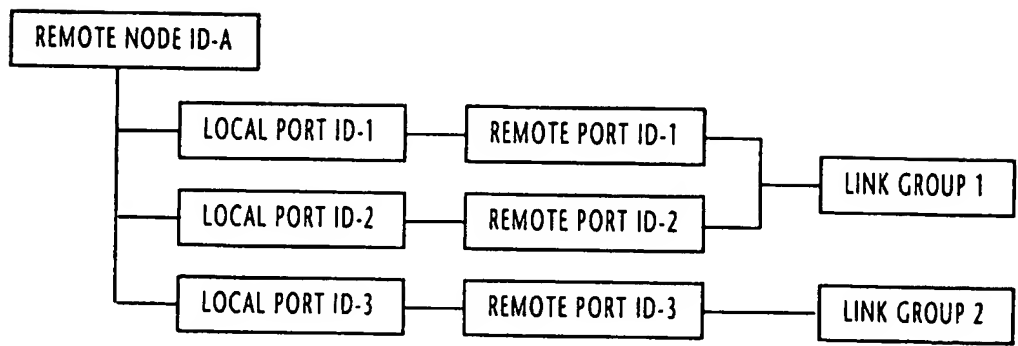 REMOTE NODE ID-A
LOCAL PORT ID-1
REMOTE PORT ID-1
LINK GROUP 1
LOCAL PORT ID-2
REMOTE PORT ID-2
LOCAL PORT ID-3
REMOTE PORT ID-3
LINK GROUP 2